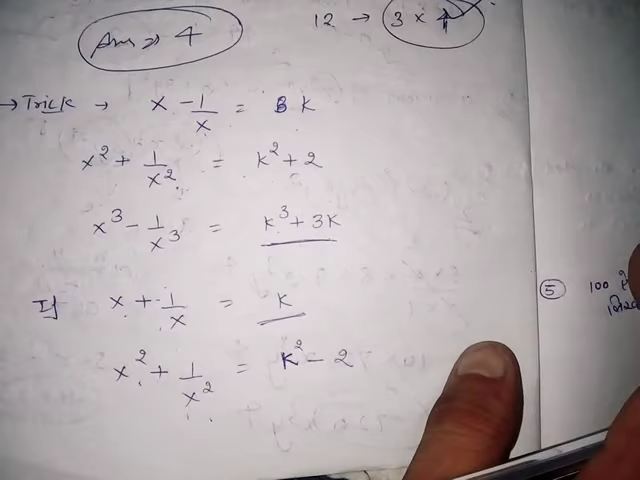 Ans => 4
12 → 3 ×
→ Trick → x - 1/x = K
x² + 1/x² = k² + 2
x³ - 1/x³ = k³ + 3k
If x + 1/x = k
x² + 1/x² = k² - 2
⑤ 100